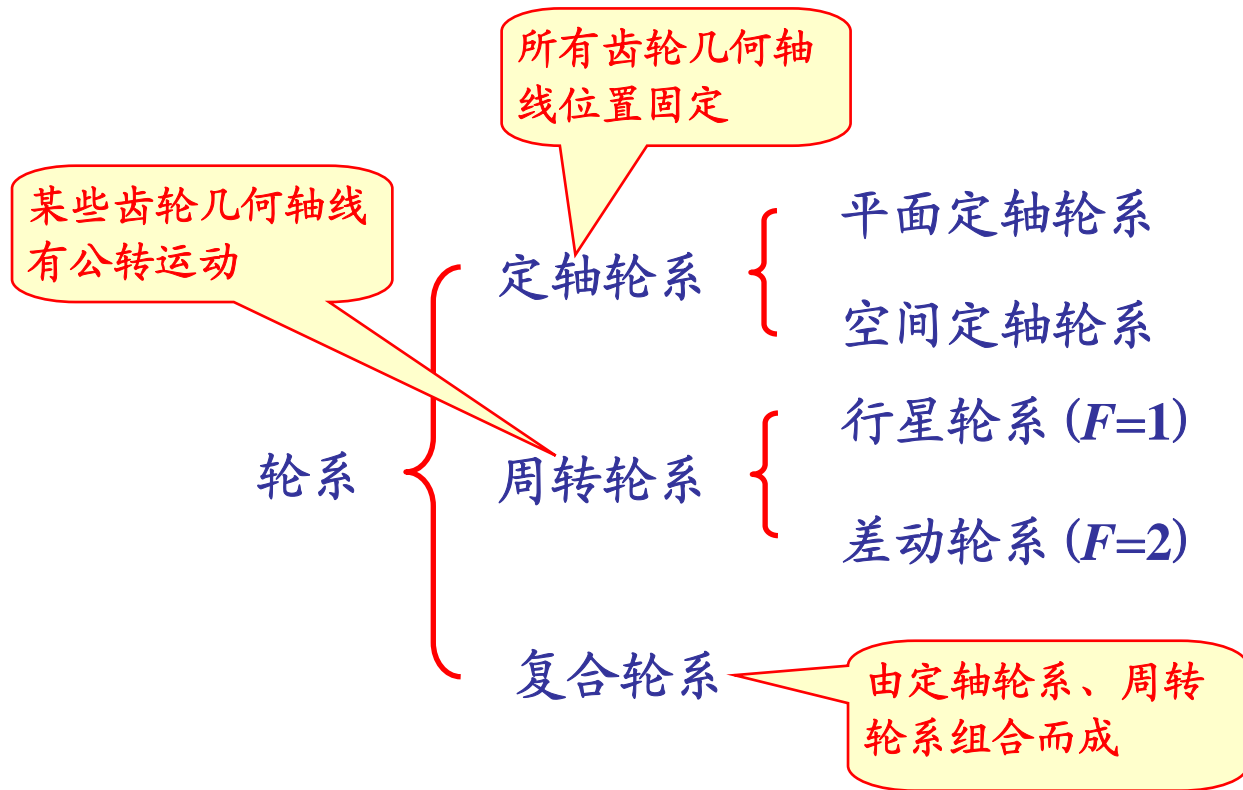 所有齿轮几何轴
线位置固定
某些齿轮几何轴线
有公转运动
平面定轴轮系
定轴轮系
空间定轴轮系
行星轮系 (F=1)
轮系
周转轮系
差动轮系 (F=2)
复合轮系
由定轴轮系、周转
轮系组合而成